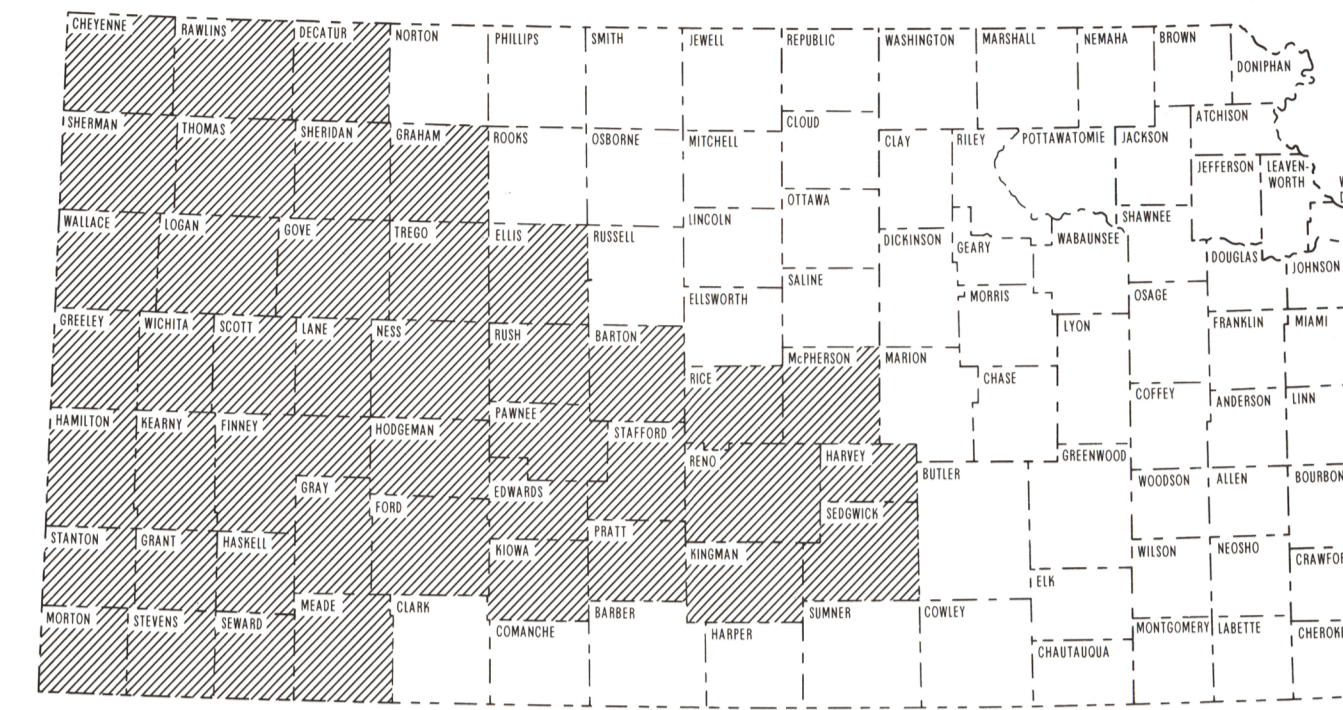 CHEYENNE
RAWLINS
DECATUR
NORTON
PHILLIPS
SMITH
JEWELL
REPUBLIC
WASHINGTON
MARSHALL
NEMAHA
BROWN
DONIPHAN
SHERMAN
THOMAS
SHERIDAN
GRAHAM
ROOKS
OSBORNE
MITCHELL
CLOUD
CLAY
RILEY
POTTAWATOMIE
JACKSON
ATCHISON
JEFFERSON
LEAVEN-
WORTH
WALLACE
LOGAN
GOVE
TREGO
ELLIS
RUSSELL
LINCOLN
OTTAWA
DICKINSON
GEARY
WABAUNSEE
SHAWNEE
DOUGLAS
JOHNSON
GREELEY
WICHITA
SCOTT
LANE
NESS
RUSH
BARTON
ELLSWORTH
SALINE
MORRIS
LYON
OSAGE
FRANKLIN
MIAMI
RICE
McPHERSON
MARION
CHASE
HAMILTON
KEARNY
FINNEY
HODGEMAN
PAWNEE
STAFFORD
RENO
HARVEY
BUTLER
GREENWOOD
COFFEY
ANDERSON
LINN
GRAY
FORD
EDWARDS
SEDGWICK
WOODSON
ALLEN
BOURBON
STANTON
GRANT
HASKELL
KIOWA
PRATT
KINGMAN
ELK
WILSON
NEOSHO
CRAWFOR
MORTON
STEVENS
SEWARD
MEADE
CLARK
COMANCHE
BARBER
HARPER
SUMNER
COWLEY
CHAUTAUQUA
MONTGOMERY
LABETTE
CHEROK